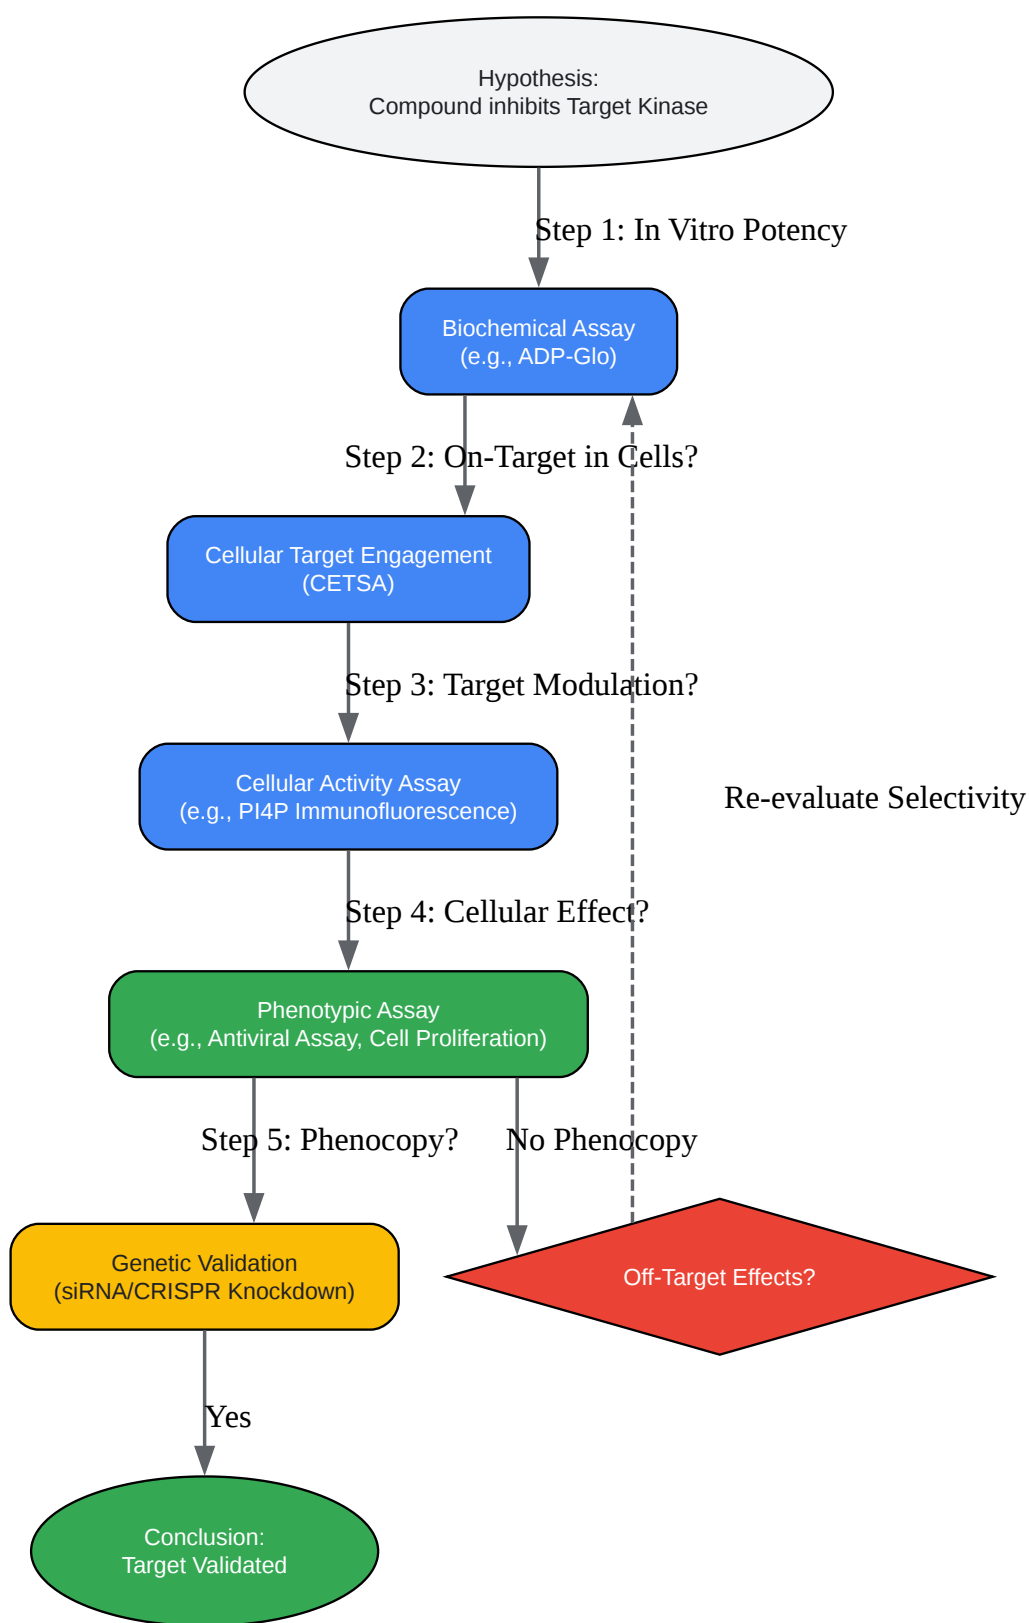 Hypothesis:
Compound inhibits Target Kinase
Step 1: In Vitro Potency
Biochemical Assay
(e.g., ADP-Glo)
Step 2: On-Target in Cells?
Cellular Target Engagement
(CETSA)
Step 3: Target Modulation?
Cellular Activity Assay
(e.g., PI4P Immunofluorescence)
Re-evaluate Selectivity
Step 4: Cellular Effect?
Phenotypic Assay
(e.g., Antiviral Assay, Cell Proliferation)
Step 5: Phenocopy?
No Phenocopy
Genetic Validation
(siRNA/CRISPR Knockdown)
Off-Target Effects?
Yes
Conclusion:
Target Validated